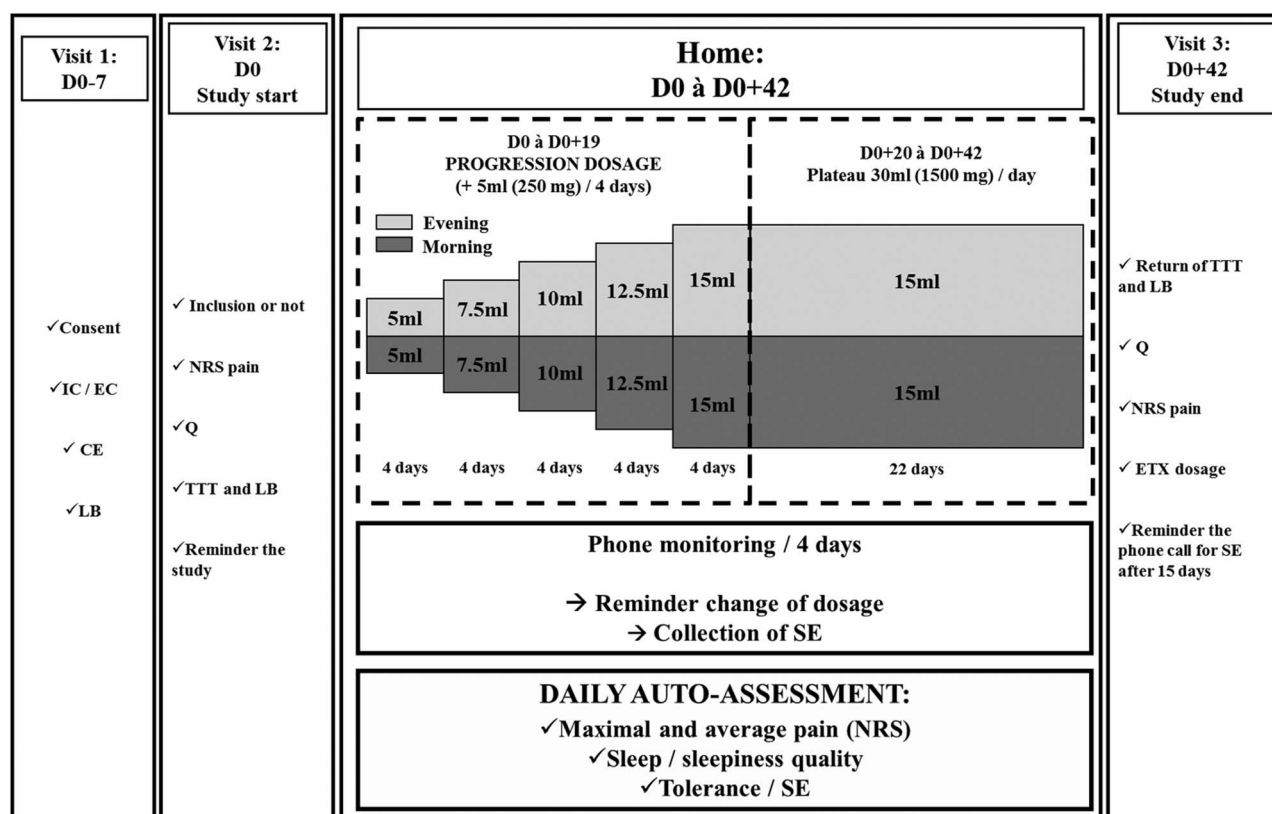 Visit 1:
D0-7
✓Consent
✓IC / EC
✓ CE
✓LB
Visit 2:
D0
Study start
✓ Inclusion or not
✓ NRS pain
✓Q
✓TTT and LB
✓Reminder the
study
Home:
D0 à D0+42
D0 à D0+19
PROGRESSION DOSAGE
(+ 5ml (250 mg) / 4 days)
Evening
Morning
D0+20 à D0+42
Plateau 30ml (1500 mg) / day
5ml
7.5ml
10ml
12.5ml
15ml
15ml
5ml
7.5ml
10ml
12.5ml
15ml
15ml
4 days
4 days
4 days
4 days
4 days
22 days
Phone monitoring / 4 days
→ Reminder change of dosage
→ Collection of SE
DAILY AUTO-ASSESSMENT:
✓Maximal and average pain (NRS)
✓Sleep / sleepiness quality
✓Tolerance / SE
Visit 3:
D0+42
Study end
✓ Return of TTT
and LB
✓ Q
✓NRS pain
✓ ETX dosage
✓Reminder the
phone call for SE
after 15 days